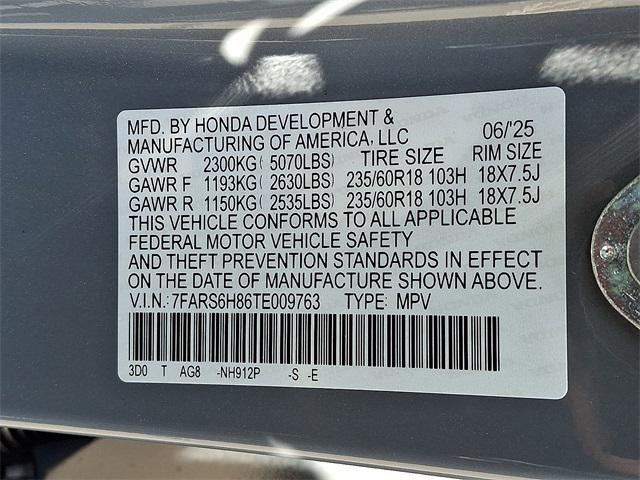 MFD. BY HONDA DEVELOPMENT &
MANUFACTURING OF AMERICA, LLC 06/'25
GVWR 2300KG( 5070LBS) TIRE SIZE RIM SIZE
GAWR F 1193KG( 2630LBS) 235/60R18 103H 18X7.5J
GAWR R 1150KG( 2535LBS) 235/60R18 103H 18X7.5J
THIS VEHICLE CONFORMS TO ALL APPLICABLE
FEDERAL MOTOR VEHICLE SAFETY
AND THEFT PREVENTION STANDARDS IN EFFECT
ON THE DATE OF MANUFACTURE SHOWN ABOVE.
V.I.N.: 7FARS6H86TE009763 TYPE: MPV
3D0 T AG8 -NH912P -S -E